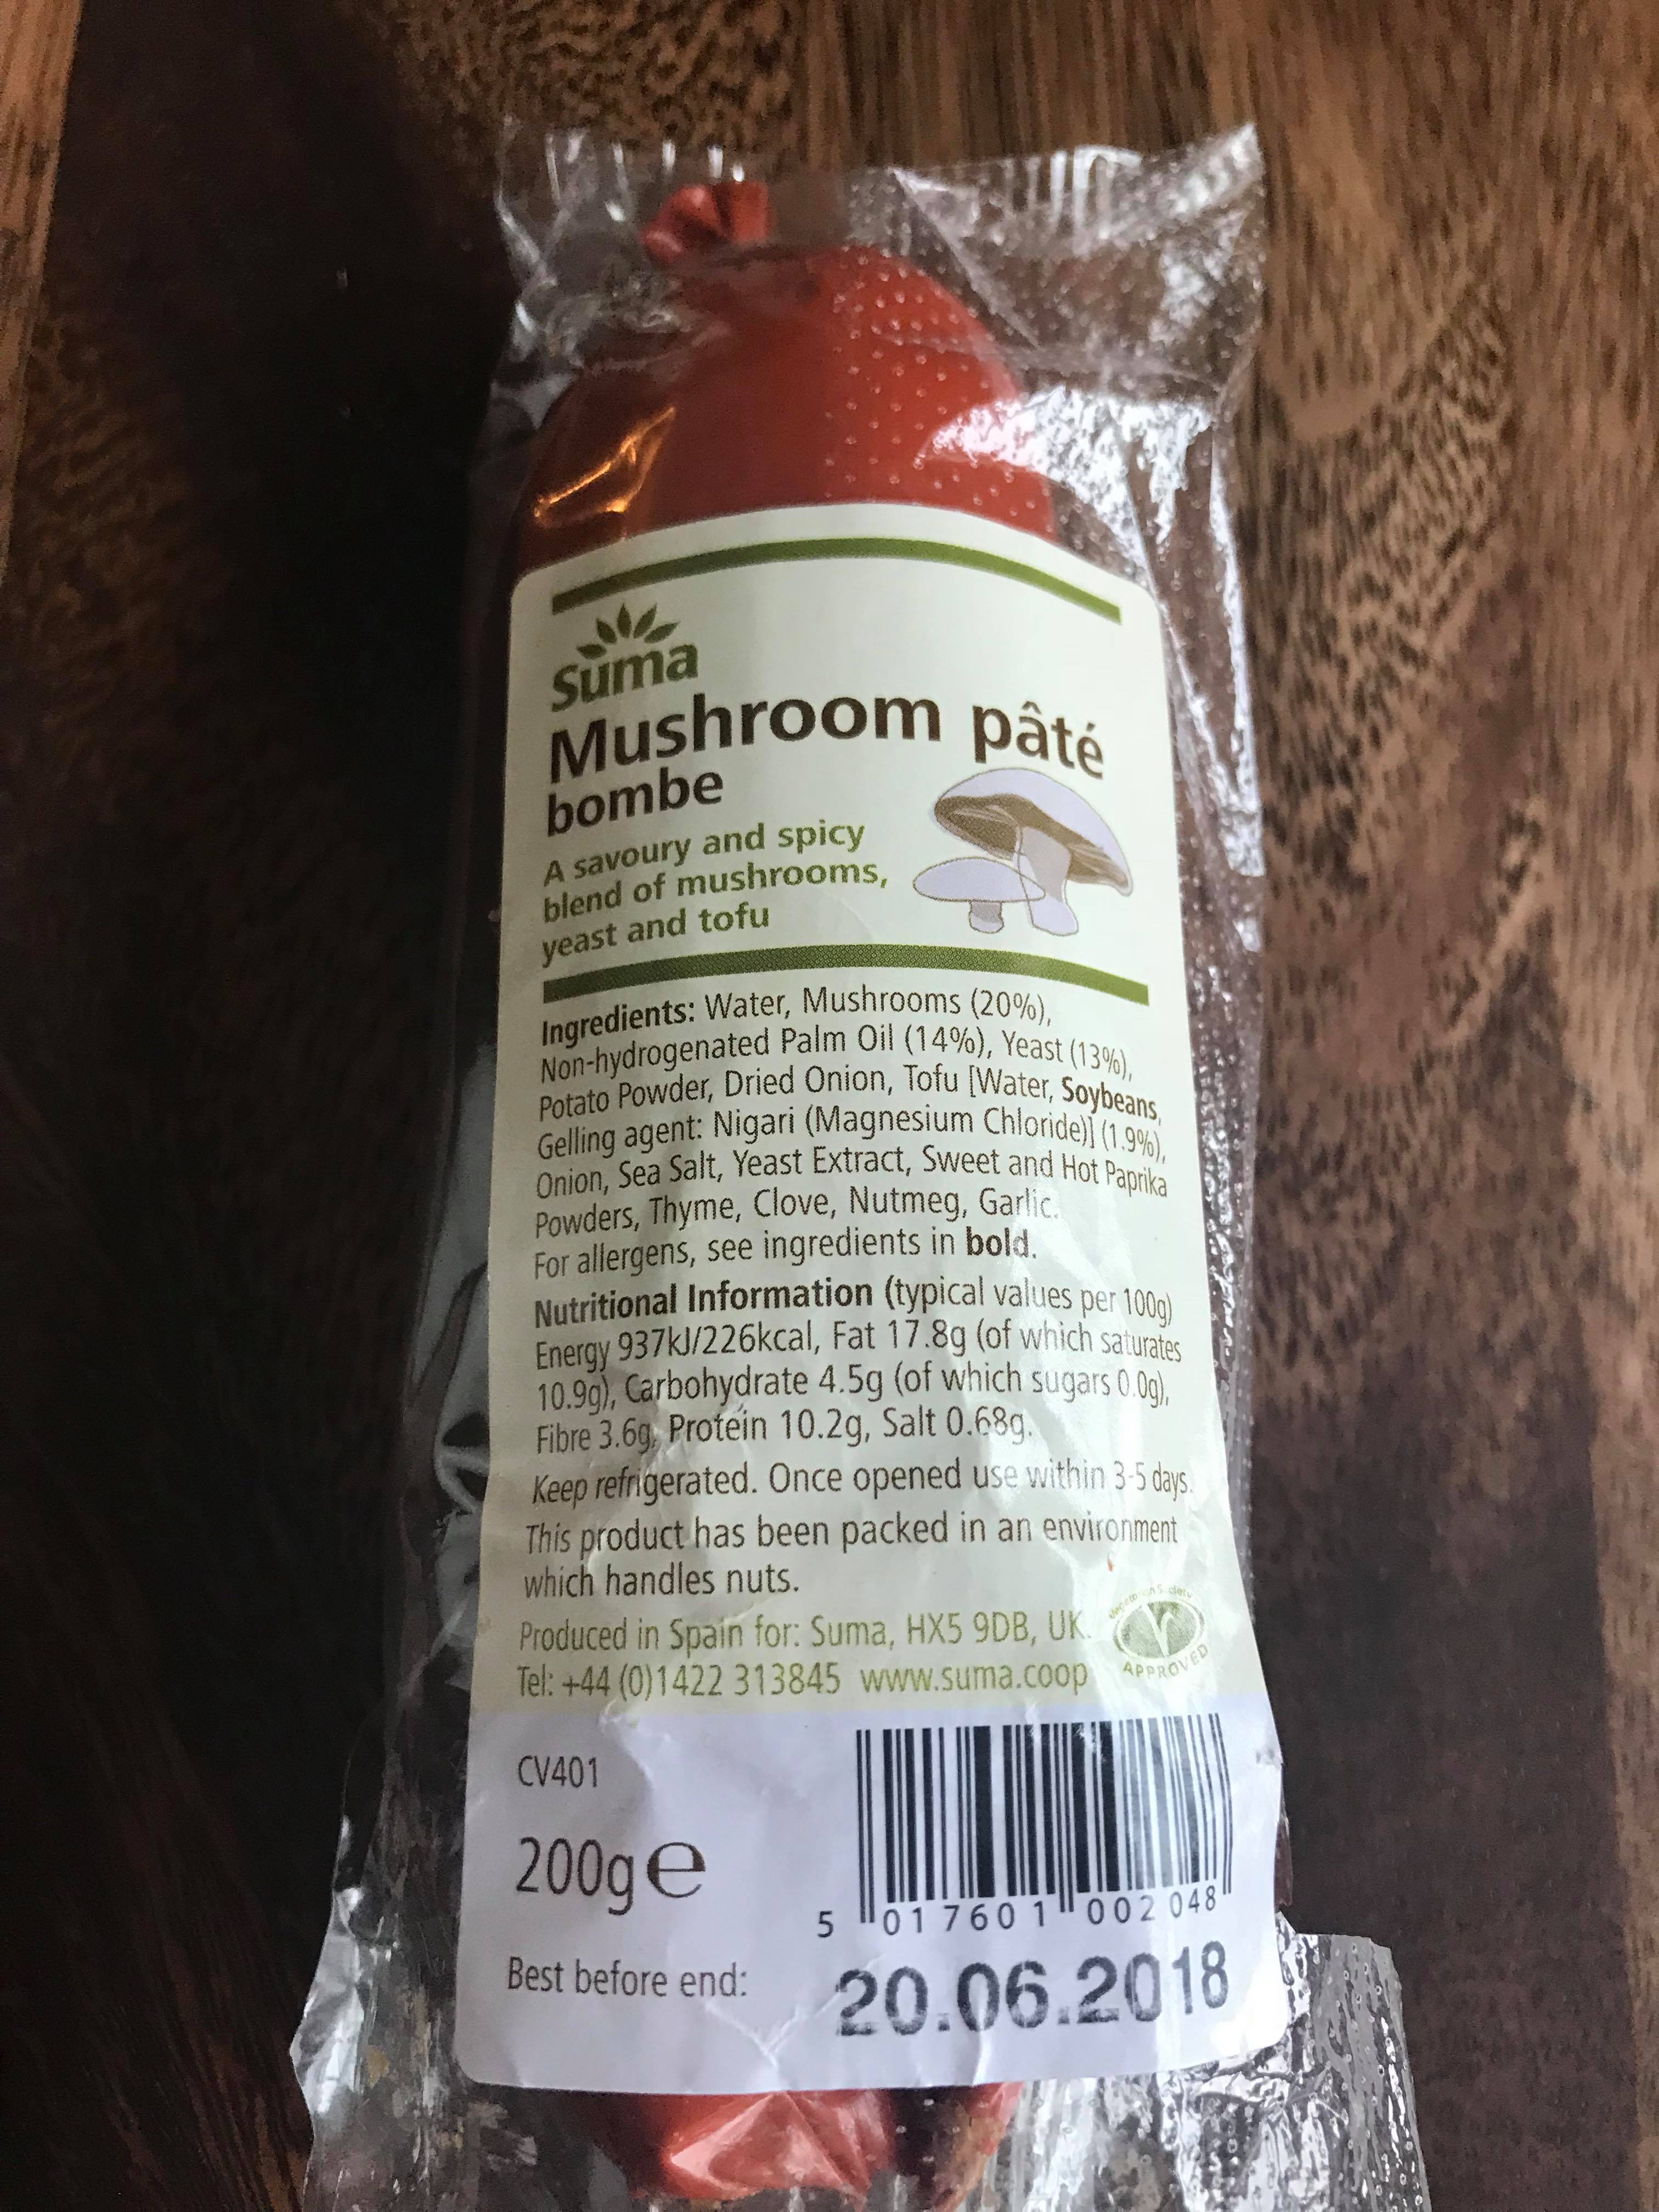 suma
Mushroom pâté
bombe
A savoury and spicy
blend of mushrooms,
yeast and tofu
Ingredients: Water, Mushrooms (20%),
Non-hydrogenated Palm Oil (14%), Yeast (13%),
Potato Powder, Dried Onion, Tofu [Water, Soybeans,
Gelling agent: Nigari (Magnesium Chloride)] (1.9%),
Onion, Sea Salt, Yeast Extract, Sweet and Hot Paprika
Powders, Thyme, Clove, Nutmeg, Garlic.
For allergens, see ingredients in bold.
Nutritional Information (typical values per 100g)
Energy 937kJ/226kcal, Fat 17.8g (of which saturates
10.9g), Carbohydrate 4.5g (of which sugars 0.0g),
Fibre 3.6g, Protein 10.2g, Salt 0.68g.
Keep refrigerated. Once opened use within 3-5 days.
This product has been packed in an environment
which handles nuts.
Produced in Spain for: Suma, HX5 9DB, UK.
Tel: +44 (0)1422 313845 www.suma.coop
Vegetarian Society
APPROVED
CV401
200g e
5 017601 002048
Best before end: 20.06.2018